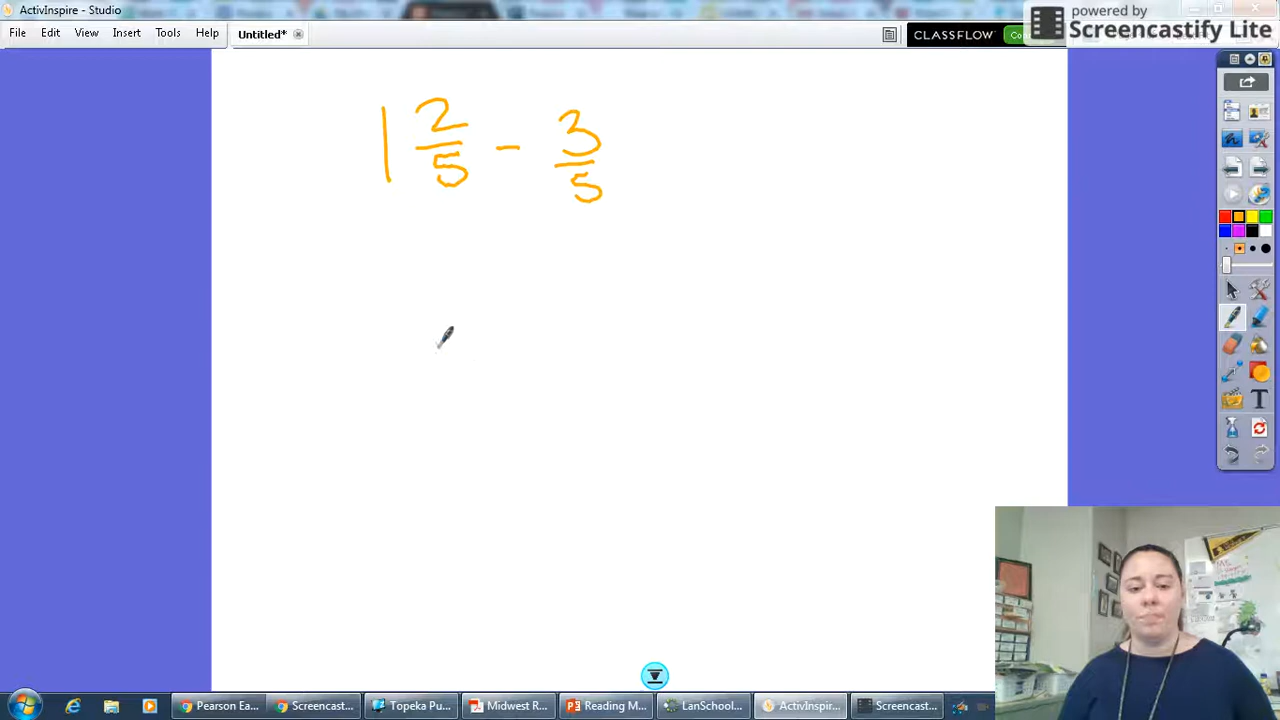 ActivInspire - Studio
powered by
Screencastify Lite
File Edit View Insert Tools Help
Untitled*
CLASSFLOW
1 2/5 - 3/5
T
Pearson Ea... Screencast... Topeka Pu... Midwest R... Reading M... LanSchool... ActivInspir... Screencast...